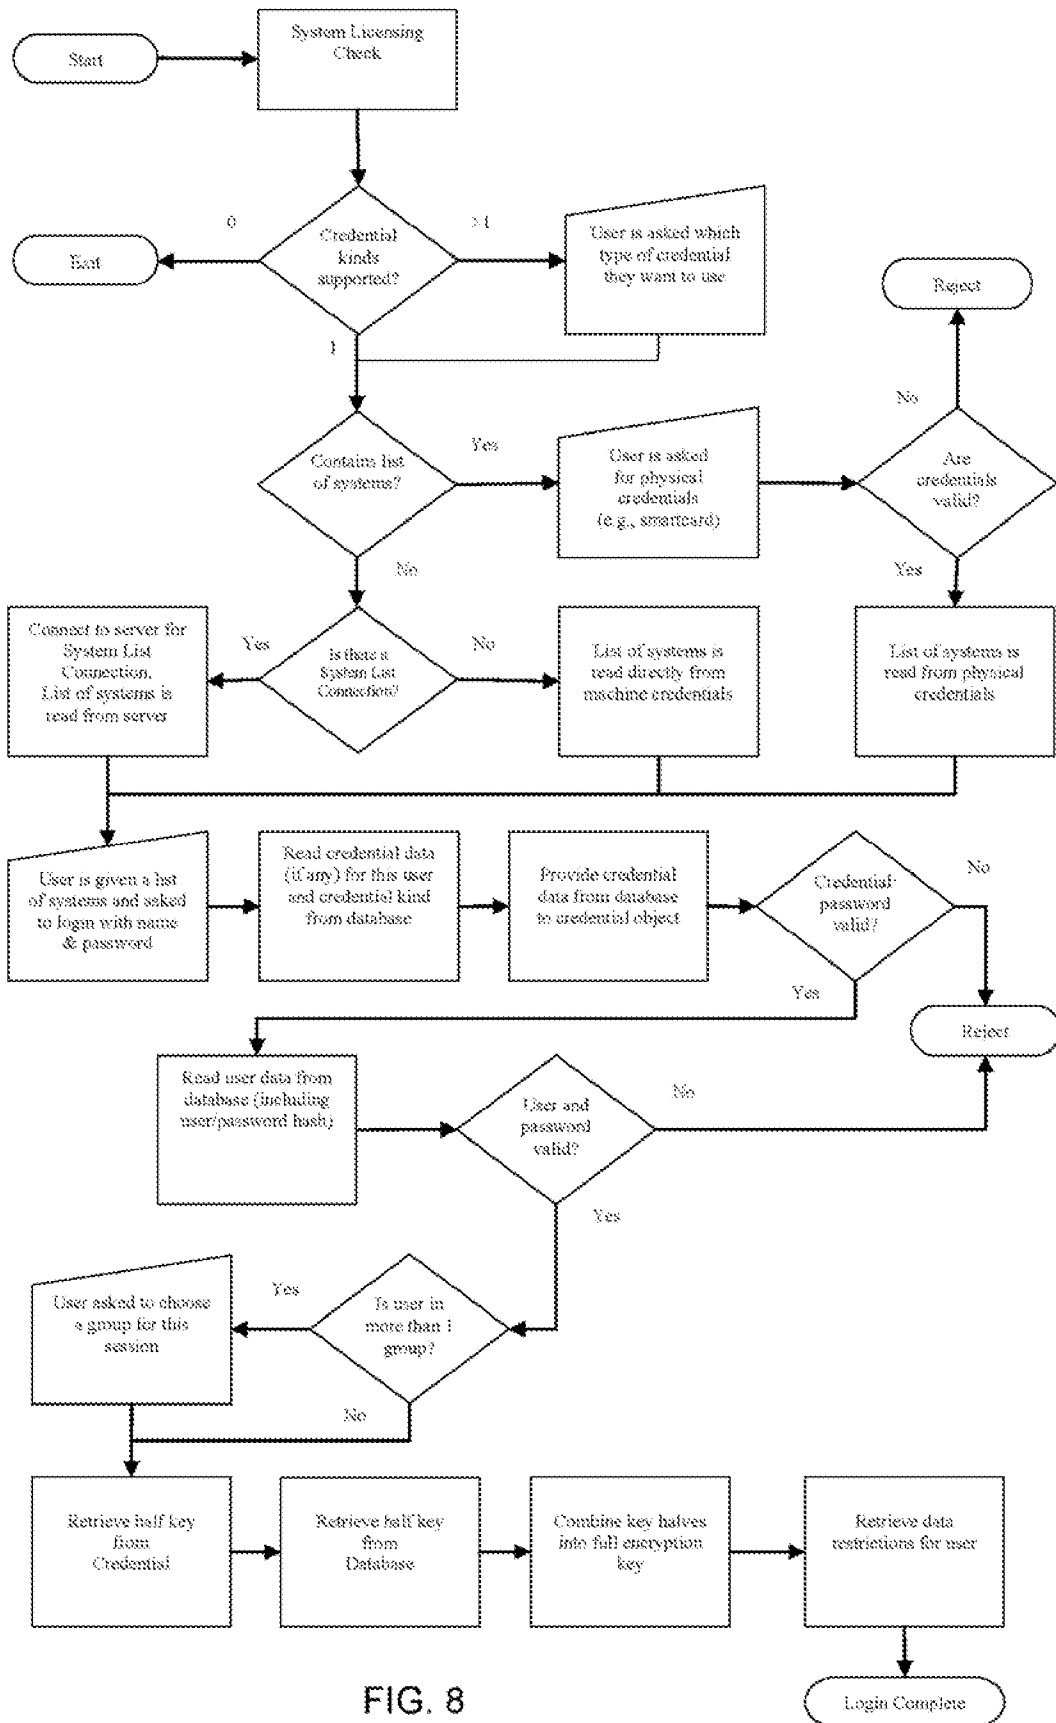 Start
System Licensing
Check
0
Credential
kinds
supported?
>1
User is asked which
type of credential
they want to use
Exit
Reject
1
No
Contains list
of systems?
Yes
User is asked
for physical
credentials
(e.g., smartcard)
Are
credentials
valid?
No
Yes
Connect to server for
System List
Connection.
List of systems is
read from server
Yes
Is there a
System List
Connection?
No
List of systems is
read directly from
machine credentials
List of systems is
read from physical
credentials
User is given a list
of systems and asked
to login with name
& password
Read credential data
(if any) for this user
and credential kind
from database
Provide credential
data from database
to credential object
Credential
password
valid?
No
Yes
Reject
Read user data from
database (including
user/password hash)
User and
password
valid?
No
Yes
User asked to choose
a group for this
session
Yes
Is user in
more than 1
group?
No
Retrieve half key
from
Credential
Retrieve half key
from
Database
Combine key halves
into full encryption
key
Retrieve data
restrictions for user
Login Complete
FIG. 8